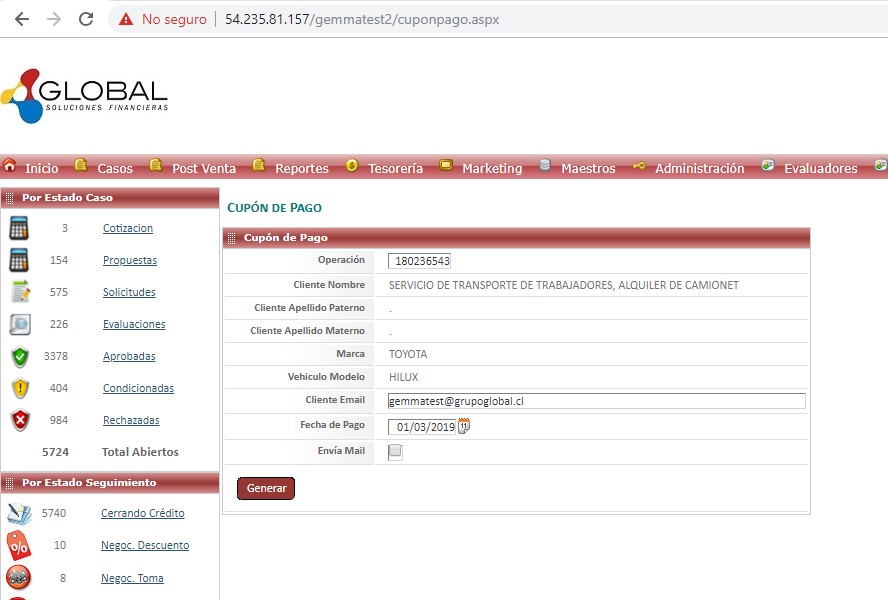 No seguro | 54.235.81.157/gemmatest2/cuponpago.aspx
GLOBAL
SOLUCIONES FINANCIERAS
Inicio Casos Post Venta Reportes Tesorería Marketing Maestros Administración Evaluadores
Por Estado Caso
3 Cotizacion
154 Propuestas
575 Solicitudes
226 Evaluaciones
3378 Aprobadas
404 Condicionadas
984 Rechazadas
5724 Total Abiertos
Por Estado Seguimiento
5740 Cerrando Crédito
10 Negoc. Descuento
8 Negoc. Toma
CUPÓN DE PAGO
Cupón de Pago
Operación 180236543
Cliente Nombre SERVICIO DE TRANSPORTE DE TRABAJADORES, ALQUILER DE CAMIONET
Cliente Apellido Paterno .
Cliente Apellido Materno .
Marca TOYOTA
Vehiculo Modelo HILUX
Cliente Email gemmatest@grupoglobal.cl
Fecha de Pago 01/03/2019 11
Envía Mail
Generar